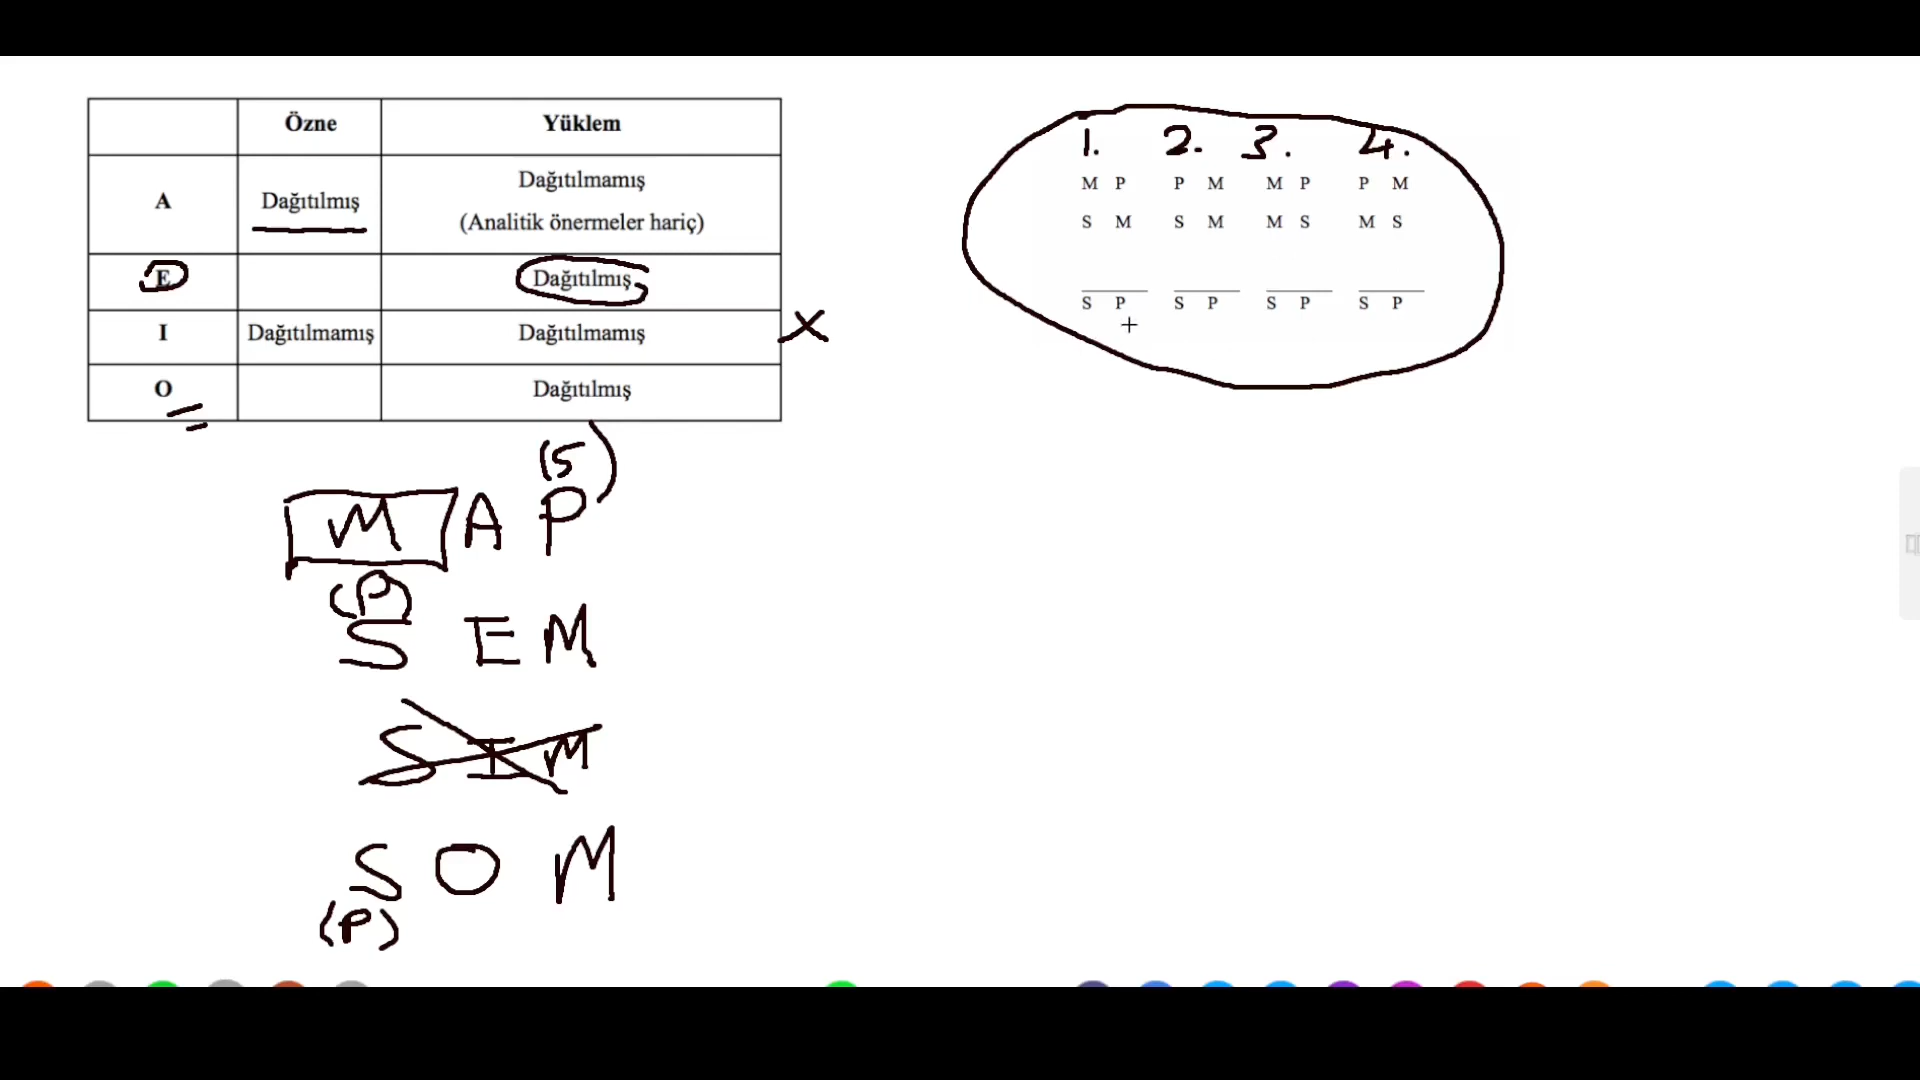 Özne Yüklem
A Dağıtılmış Dağıtılmamış
(Analitik önermeler hariç)
E Dağıtılmış
I Dağıtılmamış Dağıtılmamış
O Dağıtılmış
1. 2. 3. 4.
M P P M M P P M
S M S M M S M S
S P S P S P S P
M A P
(P)
S E M
S I M
S O M
(P)